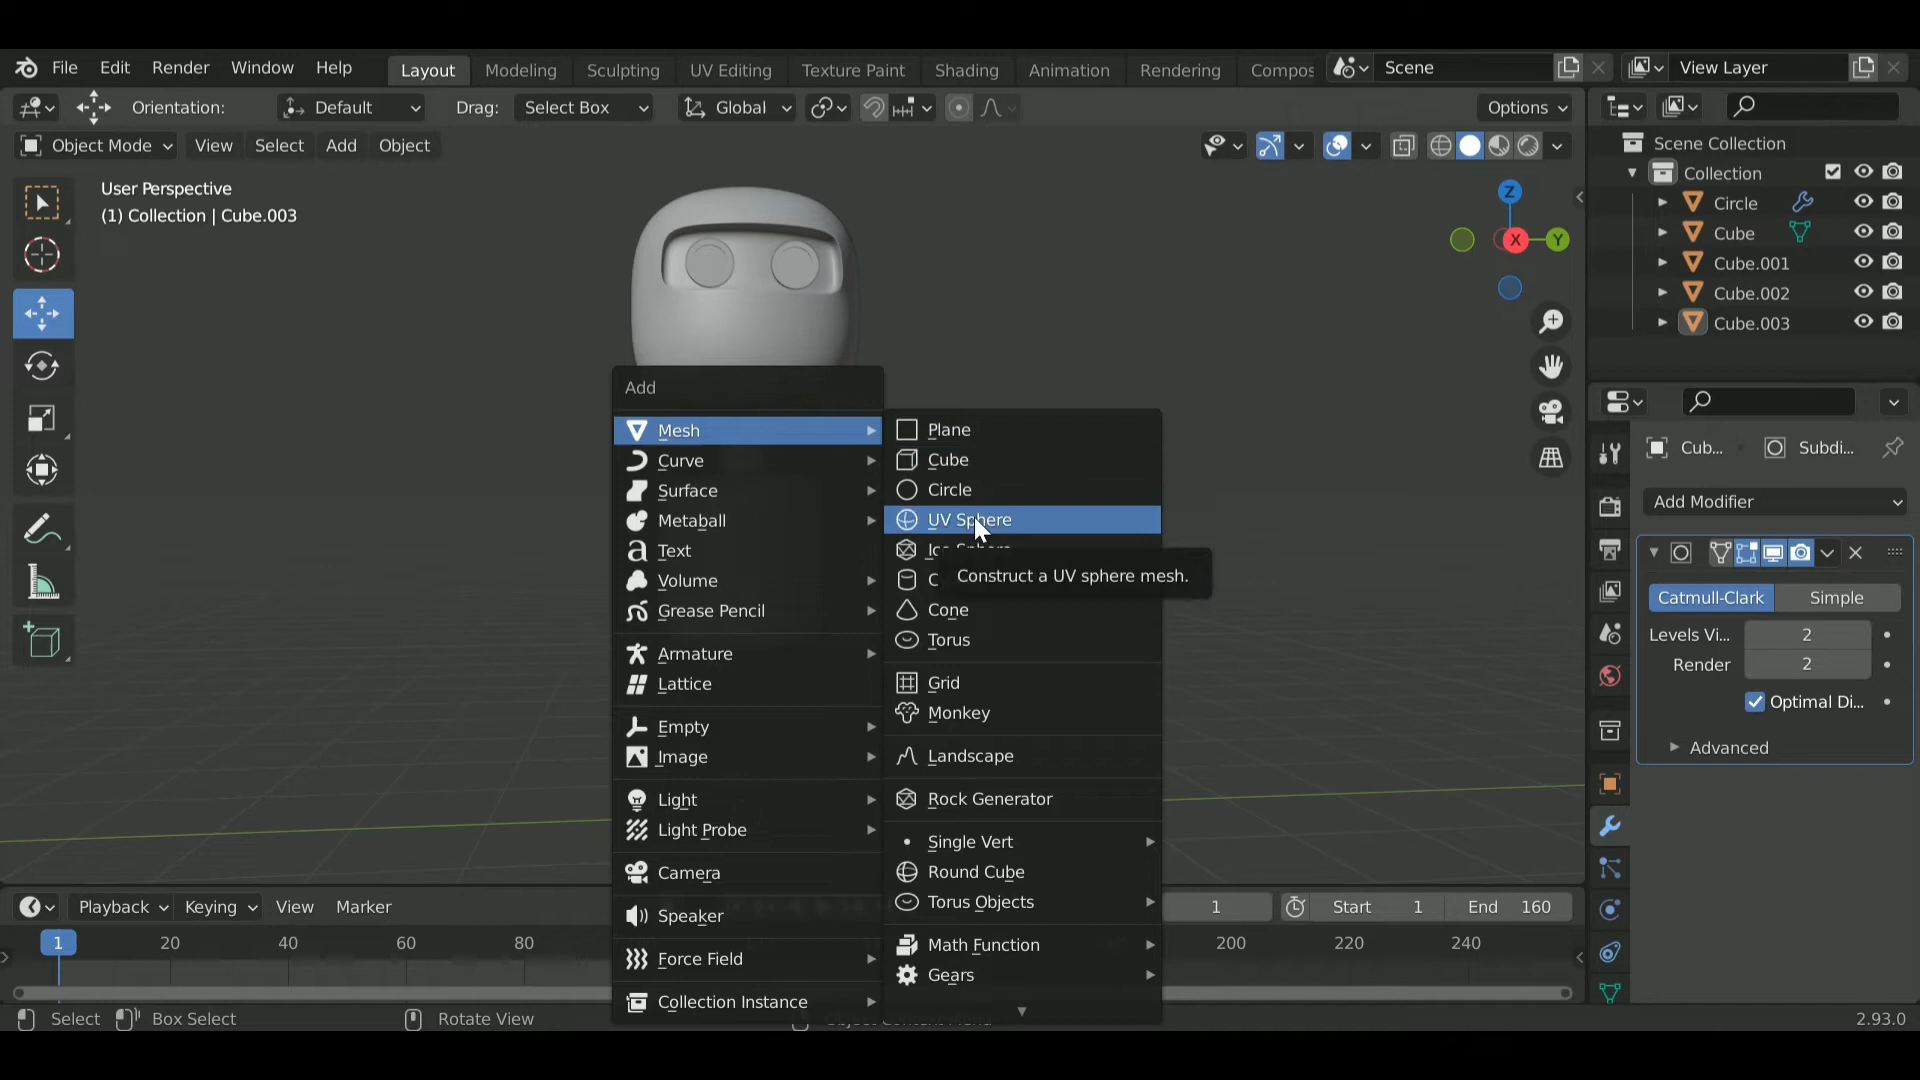 File Edit Render Window Help Layout Modeling Sculpting UV Editing Texture Paint Shading Animation Rendering Compos Scene View Layer
Orientation: Default Drag: Select Box Global Options
Object Mode View Select Add Object
User Perspective
(1) Collection | Cube.003
Z
X
Y
Scene Collection
Collection
Circle
Cube
Cube.001
Cube.002
Cube.003
Cub... Subdi...
Add Modifier
Catmull-Clark Simple
Levels Vi... 2
Render 2
Optimal Di...
Advanced
Add
Mesh
Curve
Surface
Metaball
Text
Volume
Grease Pencil
Armature
Lattice
Empty
Image
Light
Light Probe
Camera
Speaker
Force Field
Collection Instance
Plane
Cube
Circle
UV Sphere
Construct a UV sphere mesh.
Cone
Torus
Grid
Monkey
Landscape
Rock Generator
Single Vert
Round Cube
Torus Objects
Math Function
Gears
Playback Keying View Marker 1 Start 1 End 160
1 20 40 60 80 200 220 240
Select Box Select Rotate View 2.93.0